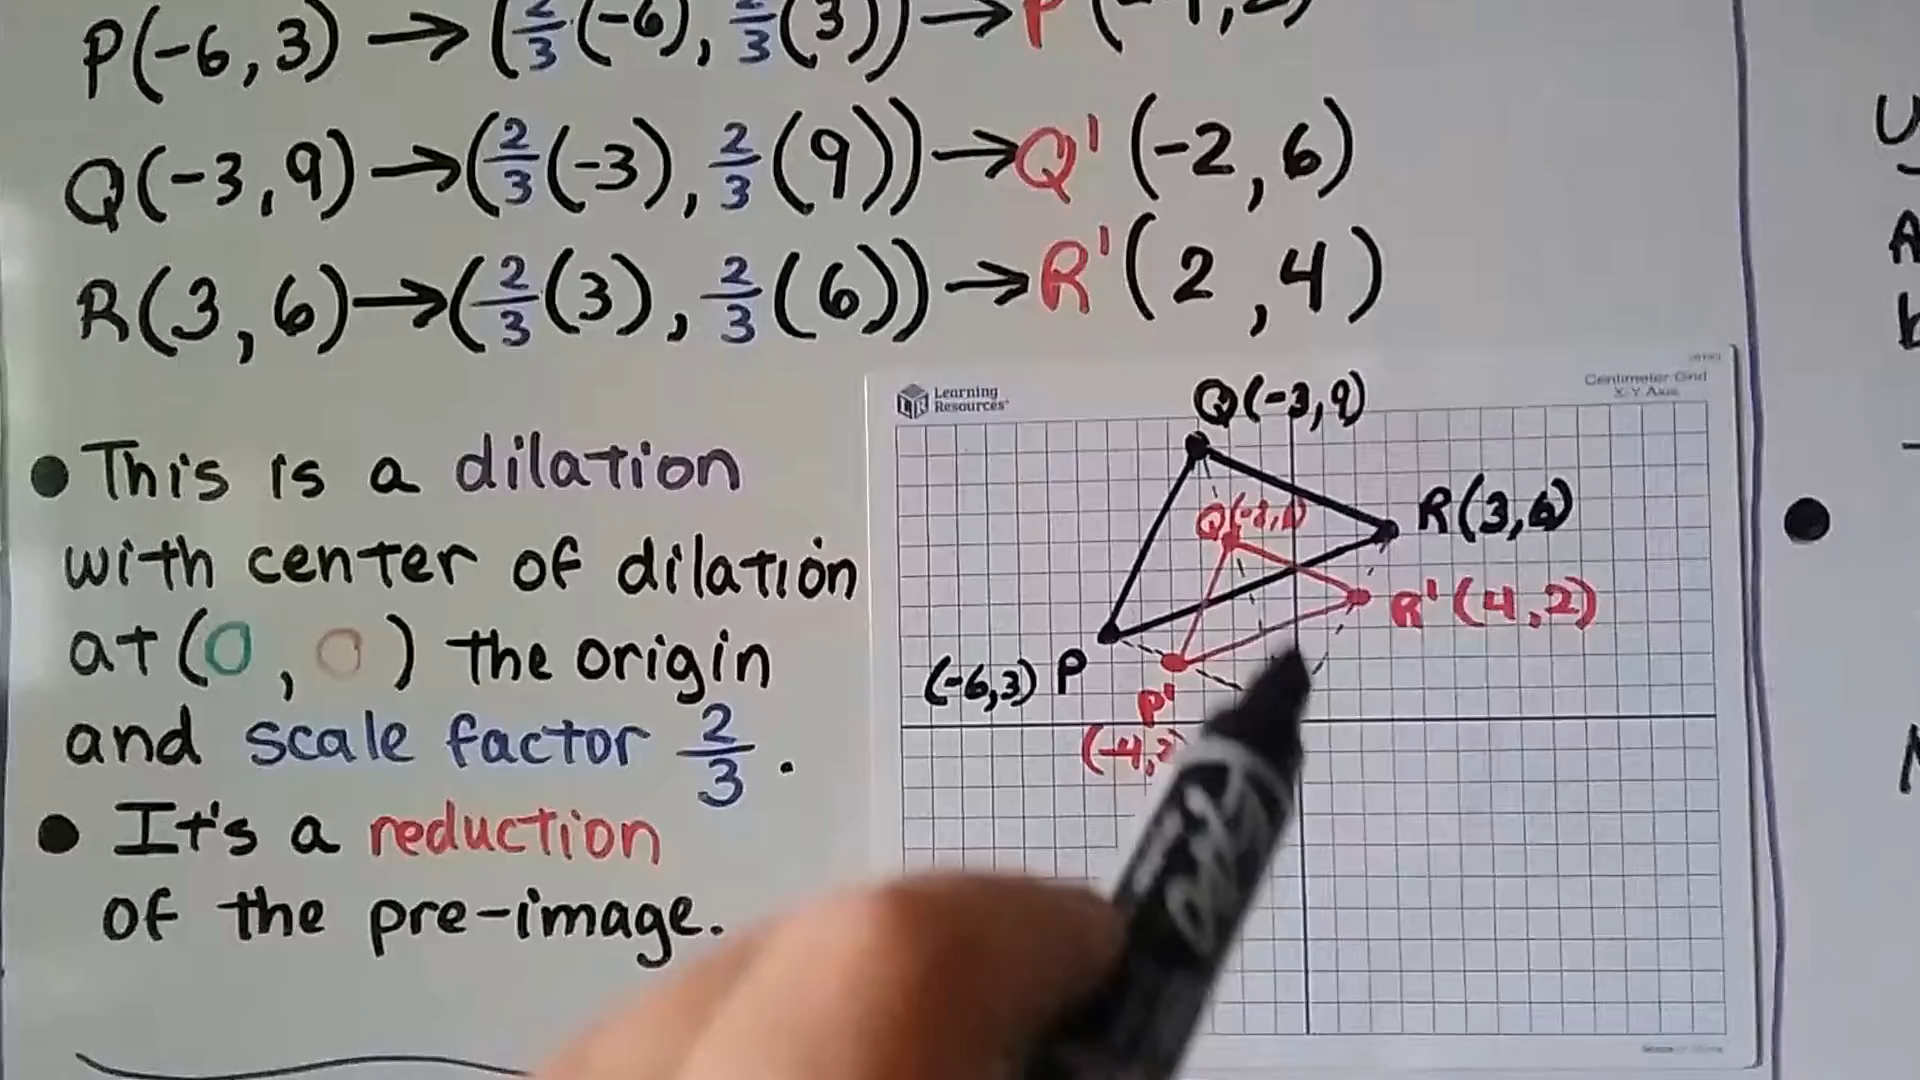 P(-6,3)→(2/3(-6), 2/3(3))→P
Q(-3,9)→(2/3(-3), 2/3(9))→Q'(-2,6)
R(3,6)→(2/3(3), 2/3(6))→R'(2,4)
● This is a dilation
with center of dilation
at (0,0) the origin
and scale factor 2/3.
● It's a reduction
of the pre-image.
Learning
Resources
Centimeter Grid
X-Y Axis
Q(-3,9)
R(3,6)
R'(4,2)
(-6,3) P
P'